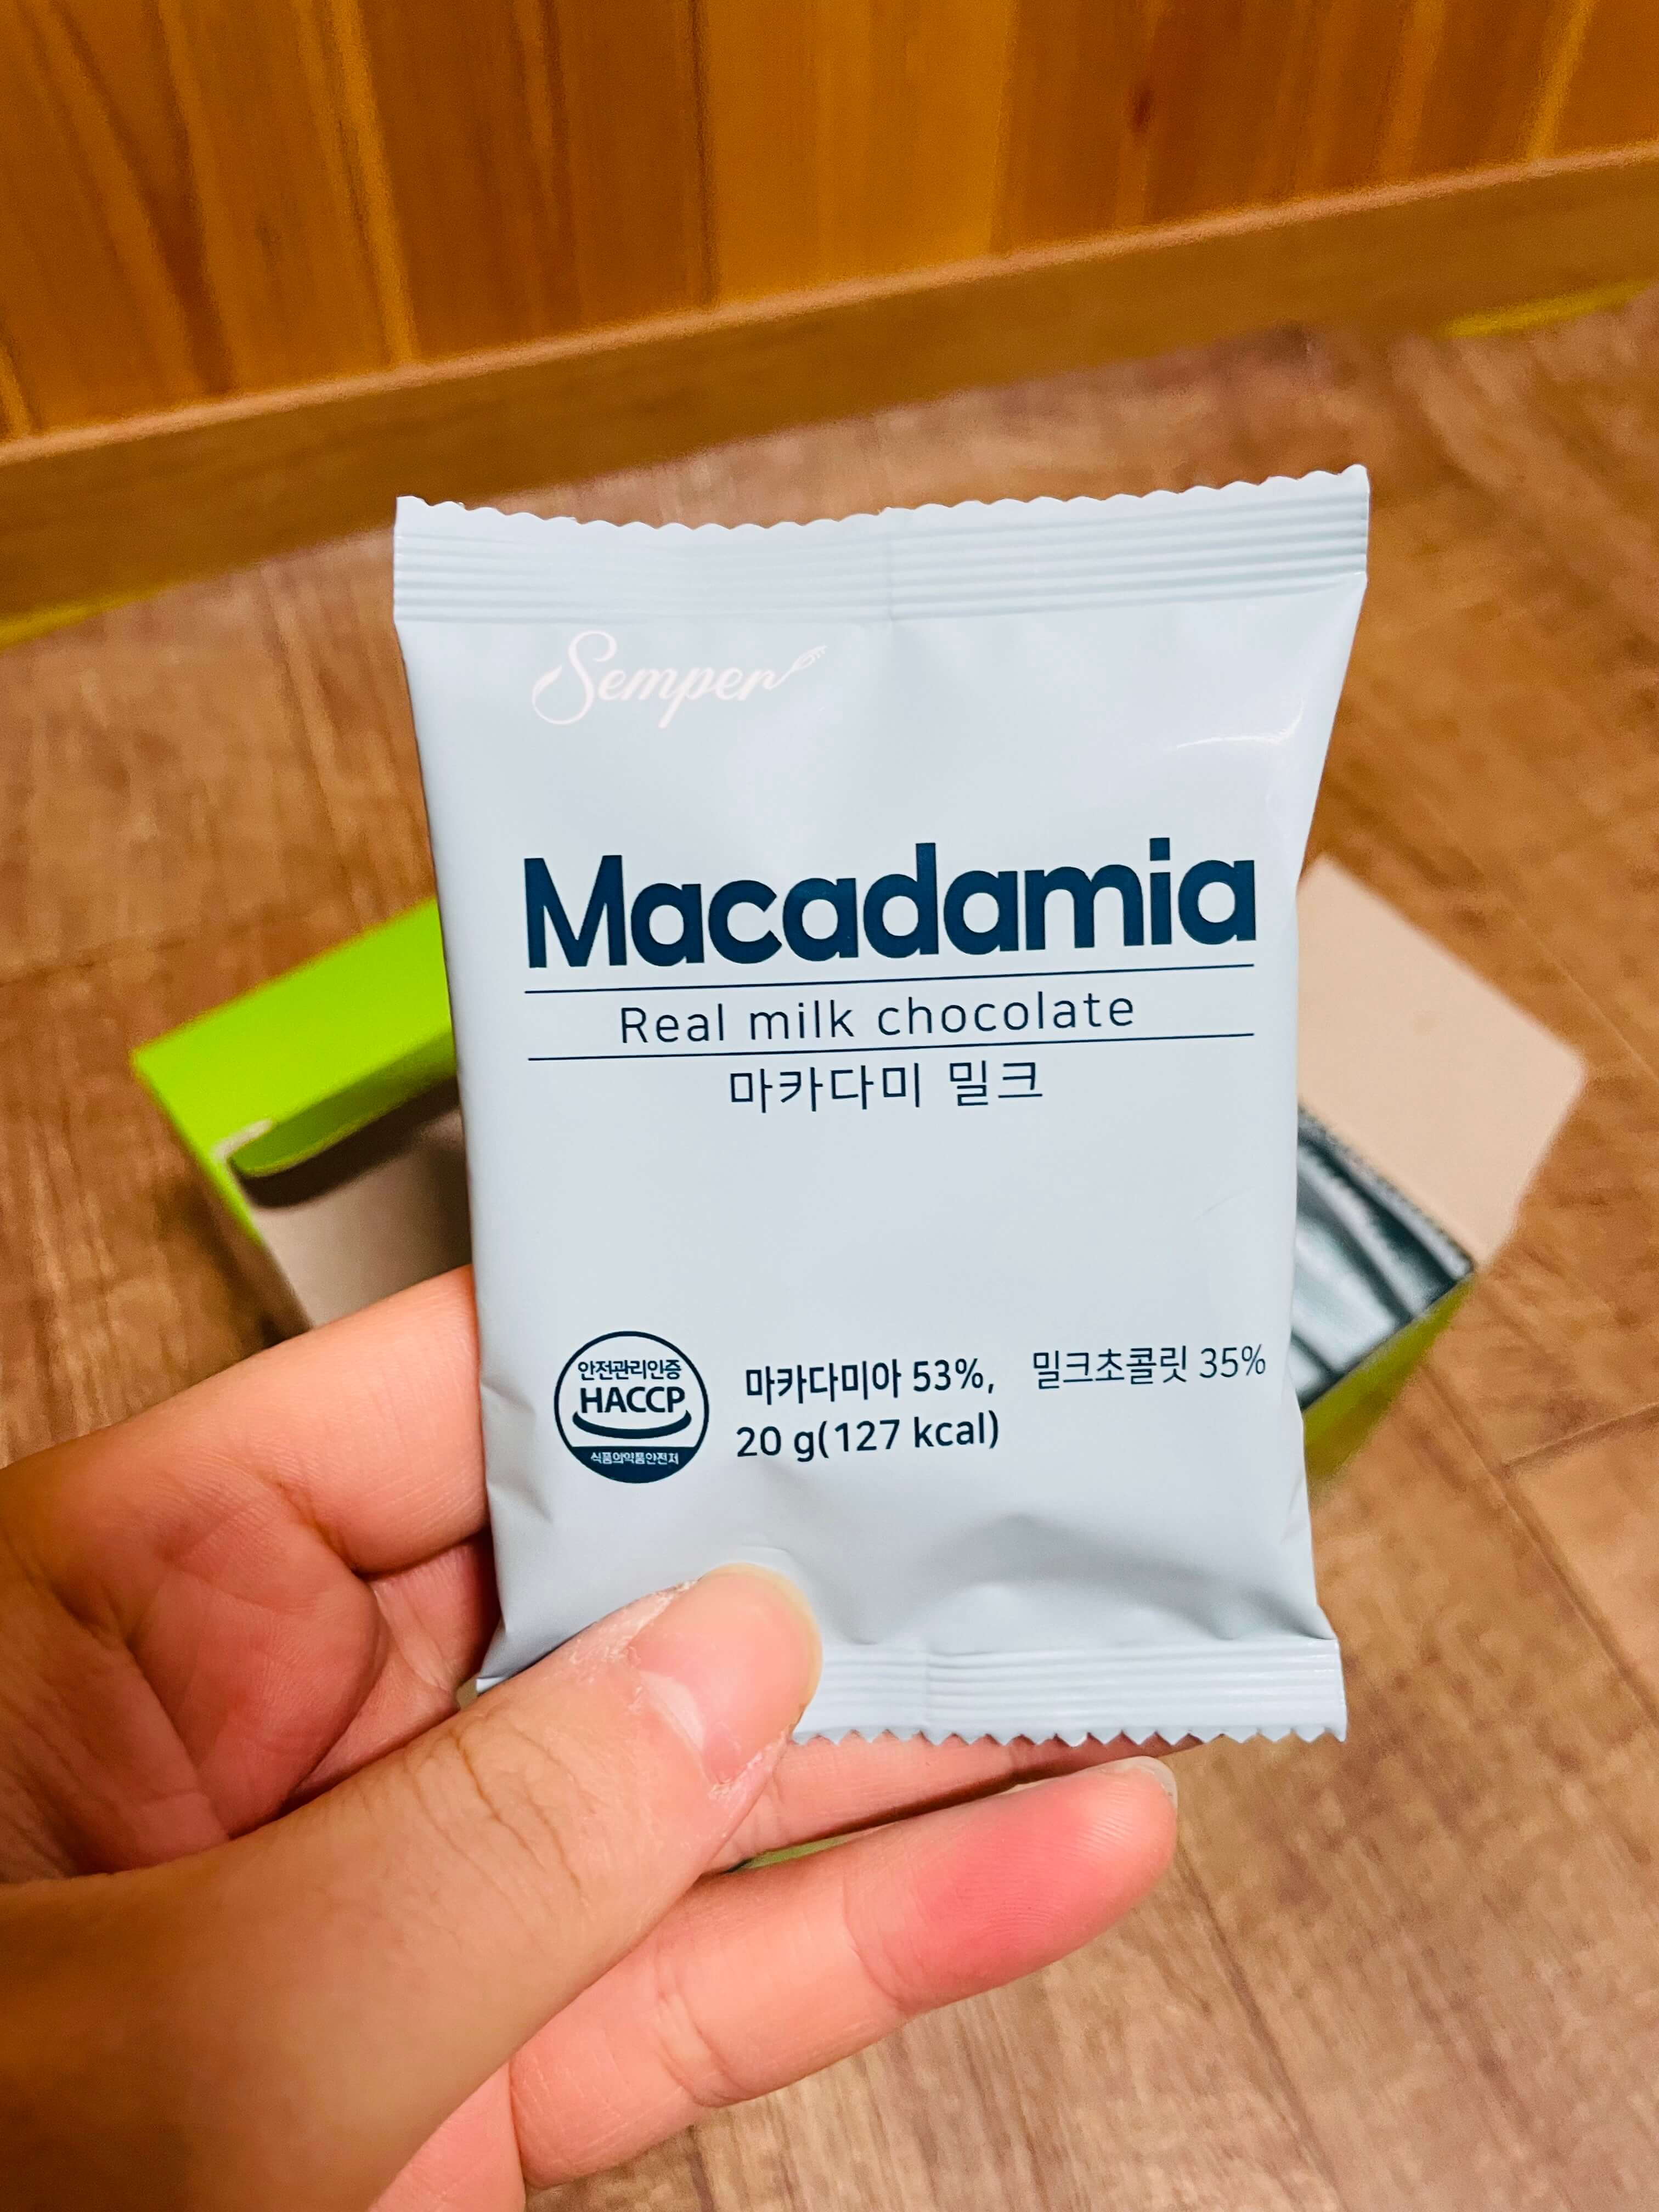 Semper
Macadamia
Real milk chocolate
마카다미 밀크
안전관리인증
HACCP
식품의약품안전처
마카다미아 53%, 밀크초콜릿 35%
20 g(127 kcal)